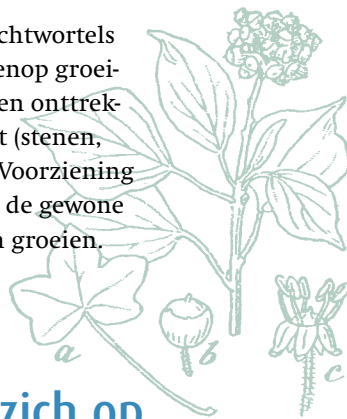 chtwortels
enop groei-
en onttrek-
t (stenen,
Voorziening
de gewone
n groeien.
a
b
c
zich op